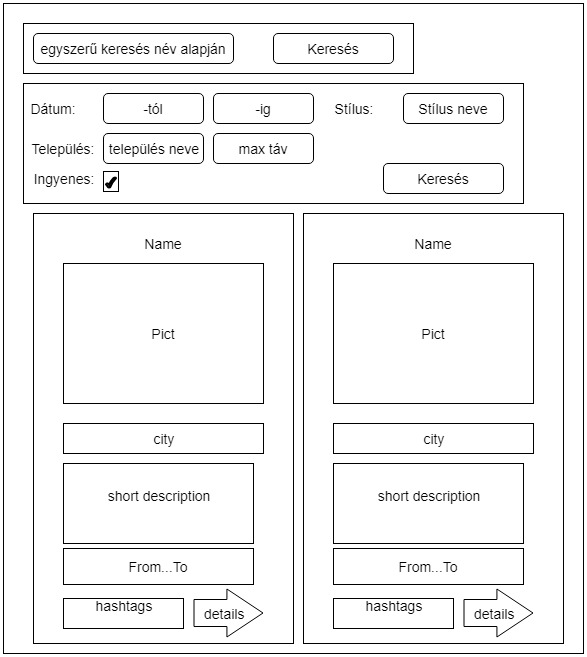 egyszerű keresés név alapján Keresés
Dátum: -tól -ig Stílus: Stílus neve
Település: település neve max táv
Ingyenes: Keresés
Name
Pict
city
short description
From...To
hashtags details
Name
Pict
city
short description
From...To
hashtags details